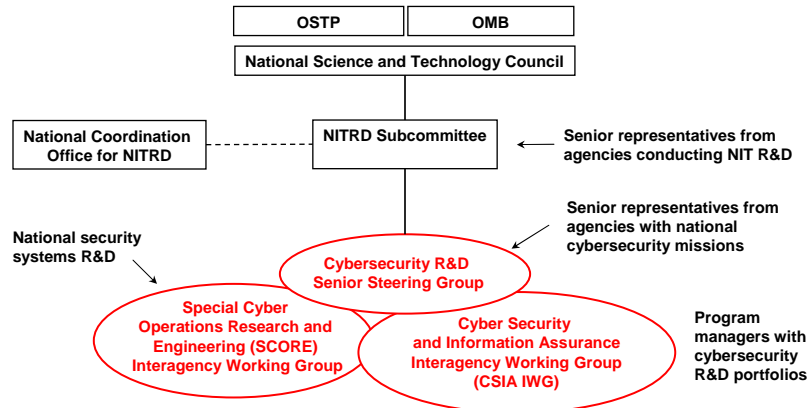 OSTP
OMB
National Science and Technology Council
National Coordination
Office for NITRD
NITRD Subcommittee
Senior representatives from
agencies conducting NIT R&D
Senior representatives from
agencies with national
cybersecurity missions
National security
systems R&D
Cybersecurity R&D
Senior Steering Group
Special Cyber
Operations Research and
Engineering (SCORE)
Interagency Working Group
Cyber Security
and Information Assurance
Interagency Working Group
(CSIA IWG)
Program
managers with
cybersecurity
R&D portfolios